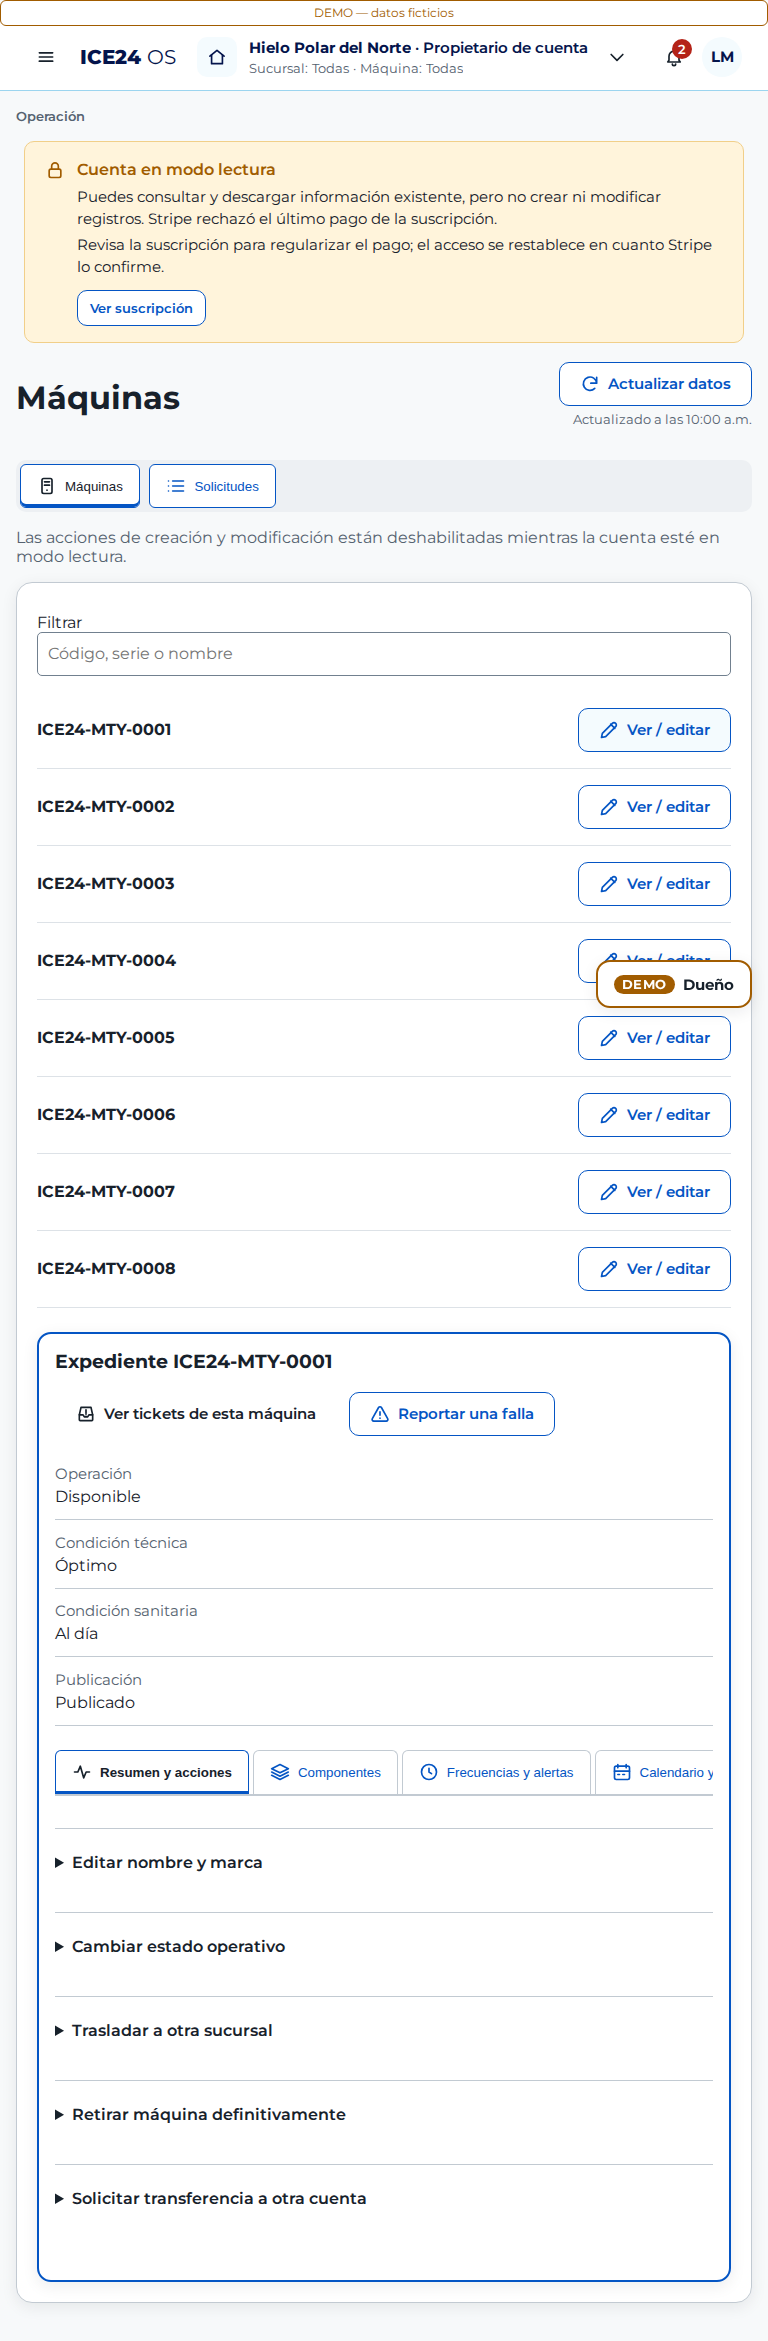 DEMO — datos ficticios
ICE24 OS
Hielo Polar del Norte · Propietario de cuenta
Sucursal: Todas · Máquina: Todas
2
LM
Operación
Cuenta en modo lectura
Puedes consultar y descargar información existente, pero no crear ni modificar
registros. Stripe rechazó el último pago de la suscripción.
Revisa la suscripción para regularizar el pago; el acceso se restablece en cuanto Stripe
lo confirme.
Ver suscripción
Máquinas
Actualizar datos
Actualizado a las 10:00 a.m.
Máquinas
Solicitudes
Las acciones de creación y modificación están deshabilitadas mientras la cuenta esté en
modo lectura.
Filtrar
Código, serie o nombre
ICE24-MTY-0001
Ver / editar
ICE24-MTY-0002
Ver / editar
ICE24-MTY-0003
Ver / editar
ICE24-MTY-0004
Ver / editar
DEMO Dueño
ICE24-MTY-0005
Ver / editar
ICE24-MTY-0006
Ver / editar
ICE24-MTY-0007
Ver / editar
ICE24-MTY-0008
Ver / editar
Expediente ICE24-MTY-0001
Ver tickets de esta máquina
Reportar una falla
Operación
Disponible
Condición técnica
Óptimo
Condición sanitaria
Al día
Publicación
Publicado
Resumen y acciones
Componentes
Frecuencias y alertas
Calendario y
Editar nombre y marca
Cambiar estado operativo
Trasladar a otra sucursal
Retirar máquina definitivamente
Solicitar transferencia a otra cuenta